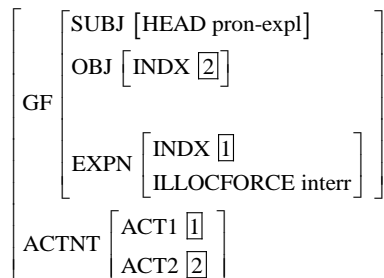 SUBJ [HEAD pron-expl]
OBJ [INDX 2]
GF
EXPN [INDX 1
ILLOCFORCE interr]
ACTNT [ACT1 1
ACT2 2]